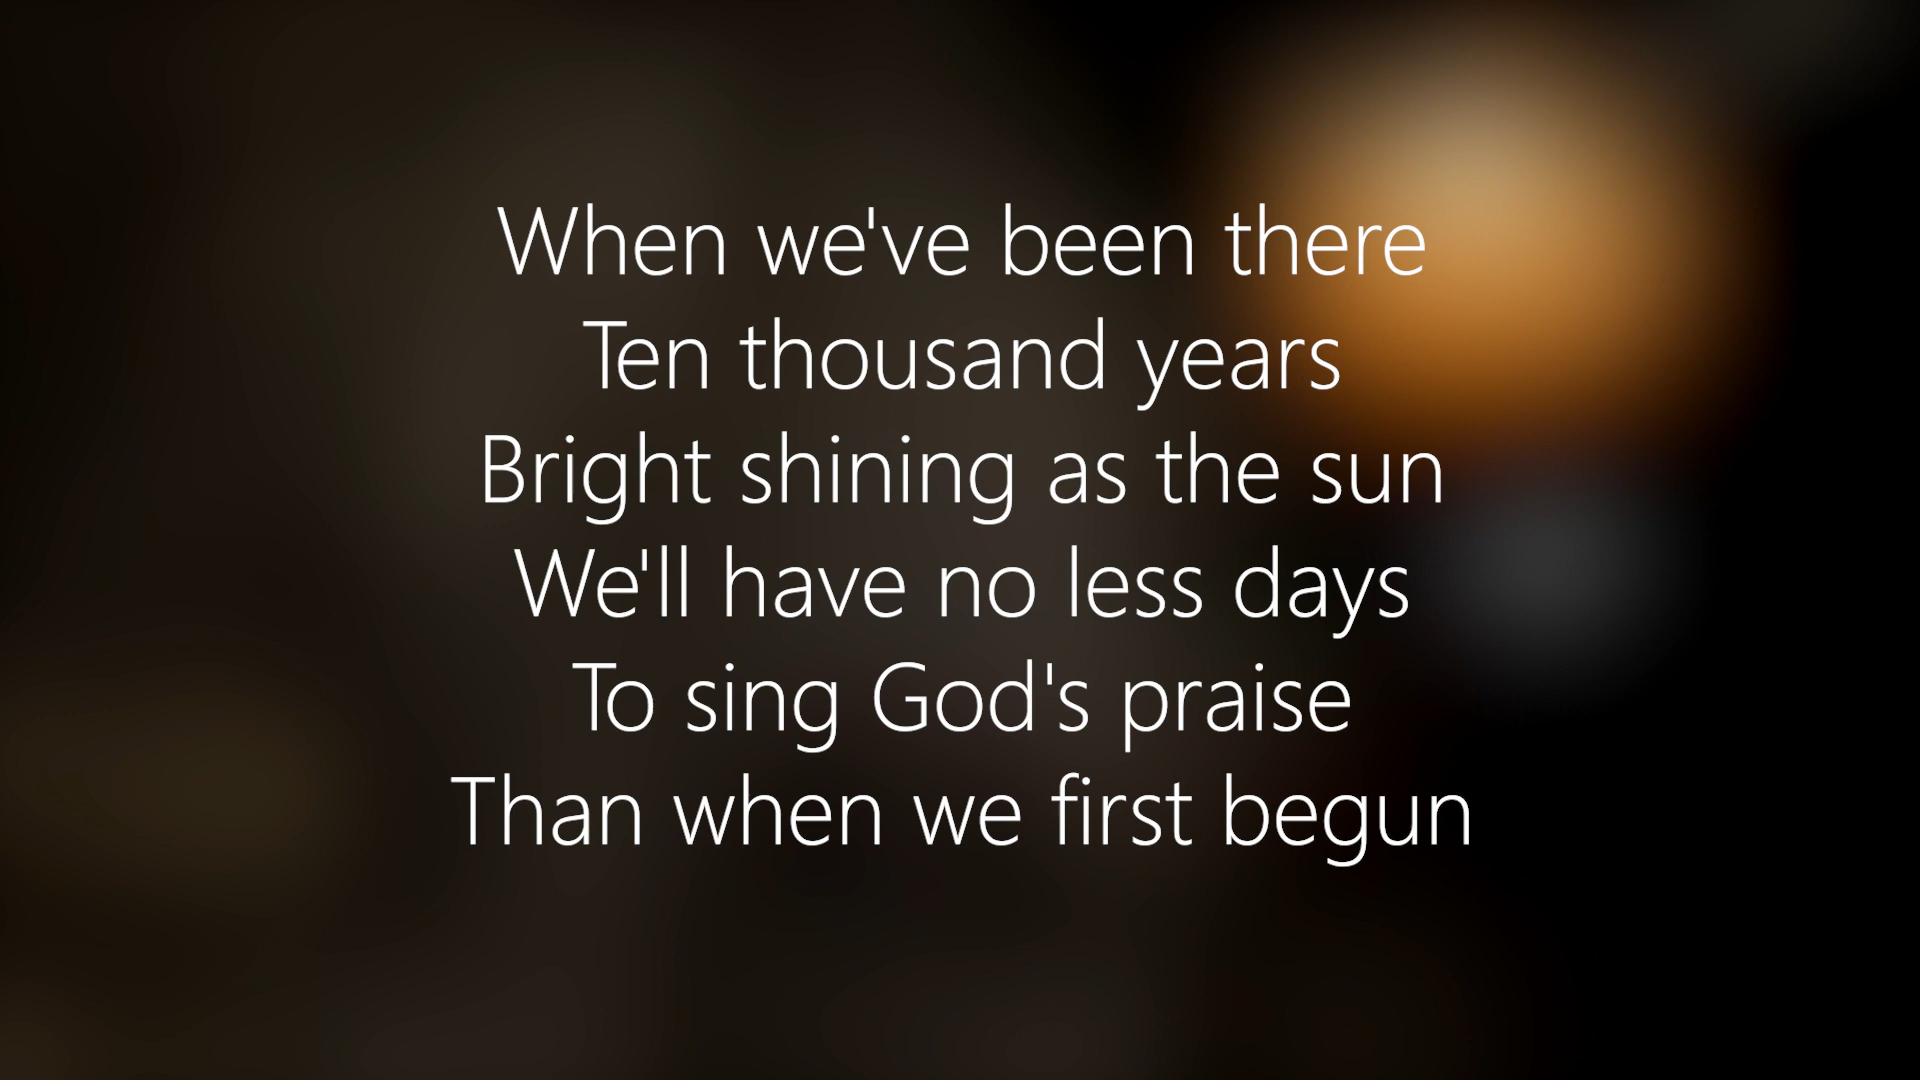 When we've been there
Ten thousand years
Bright shining as the sun
We'll have no less days
To sing God's praise
Than when we first begun